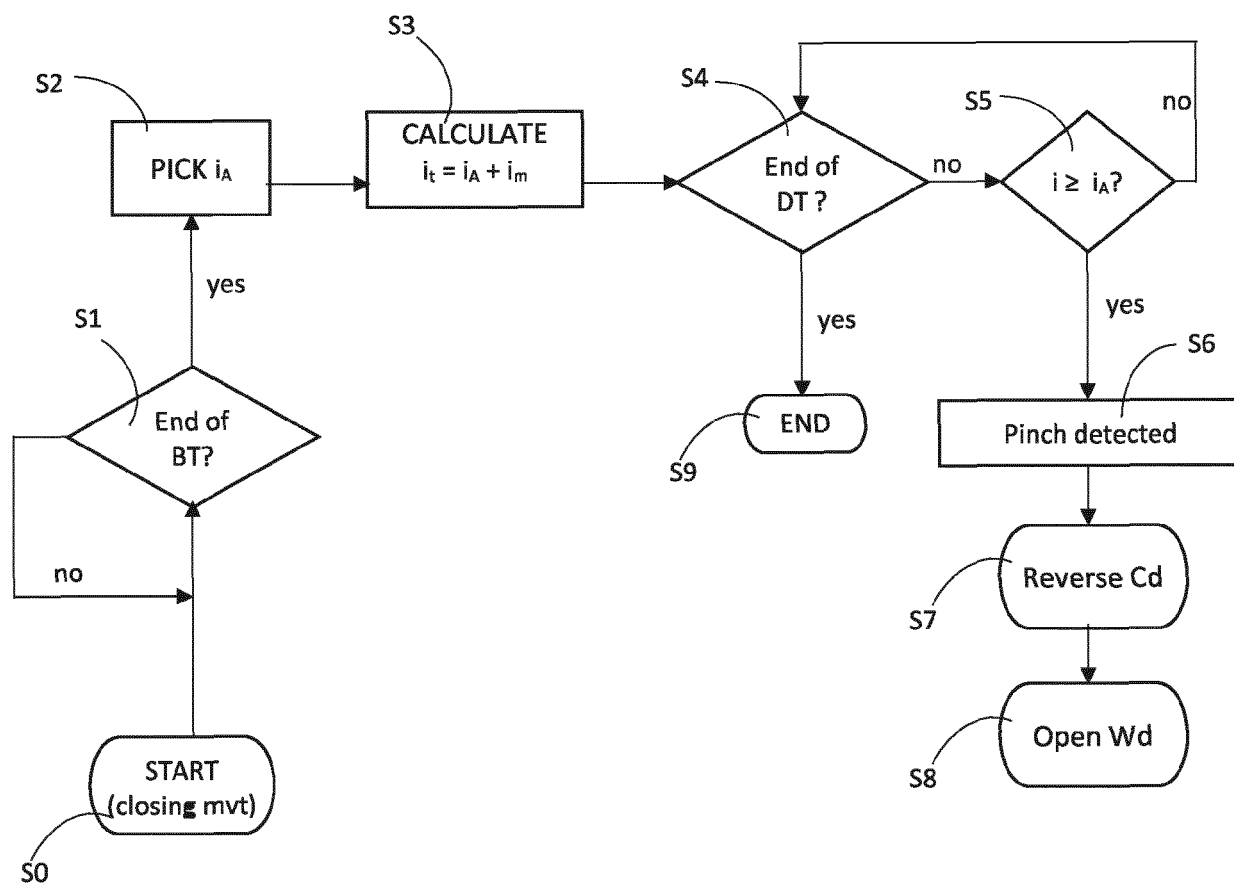 S3
S2
S4
S5
no
CALCULATE
it = iA + im
PICK iA
End of
DT ?
no
i ≥ iA?
yes
S1
yes
yes
S6
End of
BT?
END
Pinch detected
S9
no
Reverse Cd
S7
Open Wd
START
(closing mvt)
S8
S0